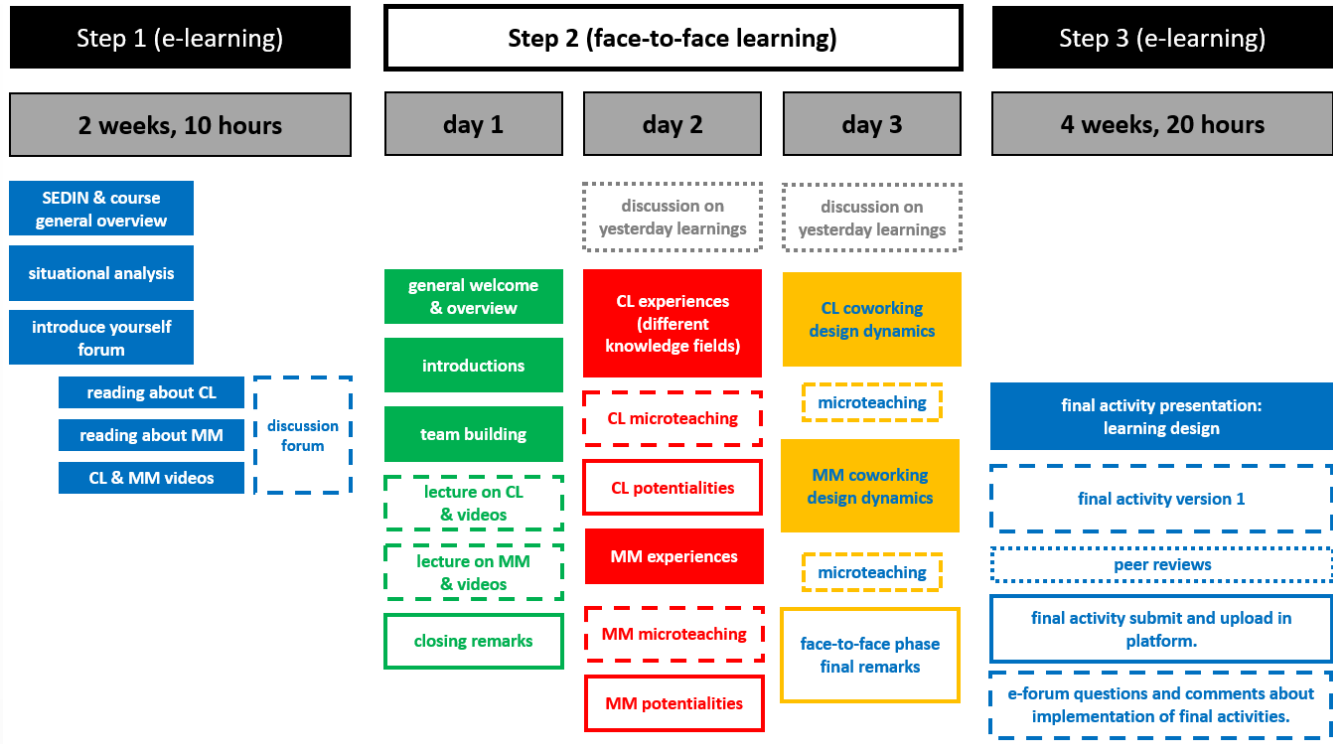 Step 1 (e-learning)
Step 2 (face-to-face learning)
Step 3 (e-learning)
2 weeks, 10 hours
day 1
day 2
day 3
4 weeks, 20 hours
SEDIN & course
general overview
situational analysis
introduce yourself
forum
reading about CL
reading about MM
CL & MM videos
discussion
forum
general welcome
& overview
introductions
team building
lecture on CL
& videos
lecture on MM
& videos
closing remarks
discussion on
yesterday learnings
CL experiences
(different
knowledge fields)
CL microteaching
CL potentialities
MM experiences
MM microteaching
MM potentialities
discussion on
yesterday learnings
CL coworking
design dynamics
microteaching
MM coworking
design dynamics
microteaching
face-to-face phase
final remarks
final activity presentation:
learning design
final activity version 1
peer reviews
final activity submit and upload in
platform.
e-forum questions and comments about
implementation of final activities.